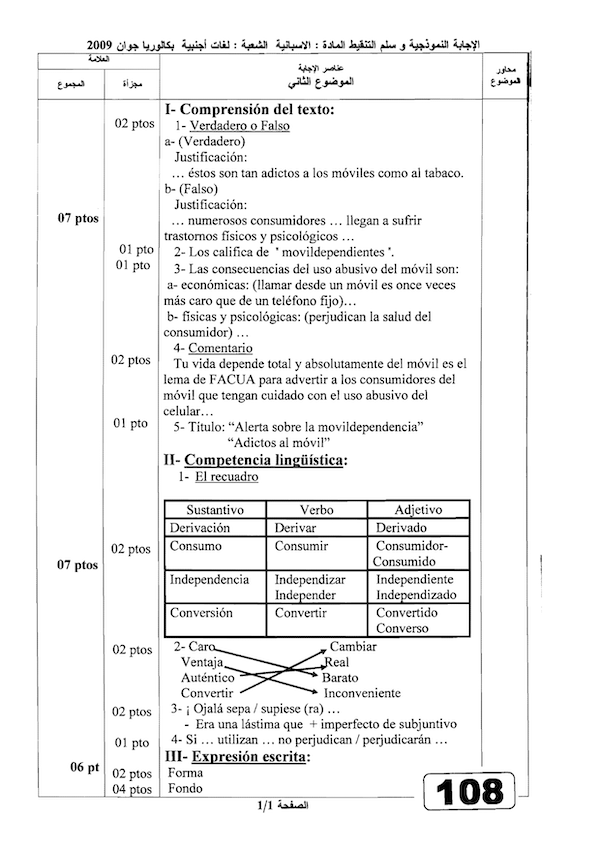 الإجابة النموذجية و سلم التنقيط المادة : الاسبانية الشعبة : لغات أجنبية بكالوريا جوان 2009
محاور الموضوع
عناصر الإجابة
الموضوع الثاني
العلامة
مجزأة
المجموع
I- Comprensión del texto:
02 ptos
1- Verdadero o Falso
a- (Verdadero)
Justificación:
… éstos son tan adictos a los móviles como al tabaco.
b- (Falso)
Justificación:
07 ptos
… numerosos consumidores … llegan a sufrir
trastornos físicos y psicológicos …
01 pto
2- Los califica de ' movildependientes '.
01 pto
3- Las consecuencias del uso abusivo del móvil son:
a- económicas: (llamar desde un móvil es once veces
más caro que de un teléfono fijo)…
b- físicas y psicológicas: (perjudican la salud del
consumidor) …
4- Comentario
02 ptos
Tu vida depende total y absolutamente del móvil es el
lema de FACUA para advertir a los consumidores del
móvil que tengan cuidado con el uso abusivo del
celular…
01 pto
5- Titulo: “Alerta sobre la movildependencia”
“Adictos al móvil”
II- Competencia lingüística:
1- El recuadro
Sustantivo Verbo Adjetivo
Derivación Derivar Derivado
02 ptos
Consumo Consumir Consumidor-
Consumido
07 ptos
Independencia Independizar Independiente
Independer Independizado
Conversión Convertir Convertido
Converso
02 ptos
2- Caro Cambiar
Ventaja Real
Auténtico Barato
Convertir Inconveniente
02 ptos
3- ¡ Ojalá sepa / supiese (ra) …
- Era una lástima que + imperfecto de subjuntivo
01 pto
4- Si … utilizan … no perjudican / perjudicarán …
III- Expresión escrita:
06 pt
02 ptos
Forma
04 ptos
Fondo
108
الصفحة 1/1